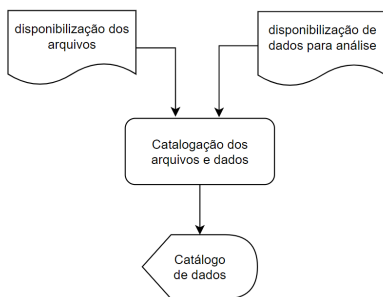 disponibilização dos
arquivos
disponibilização de
dados para análise
Catalogação dos
arquivos e dados
Catálogo
de dados